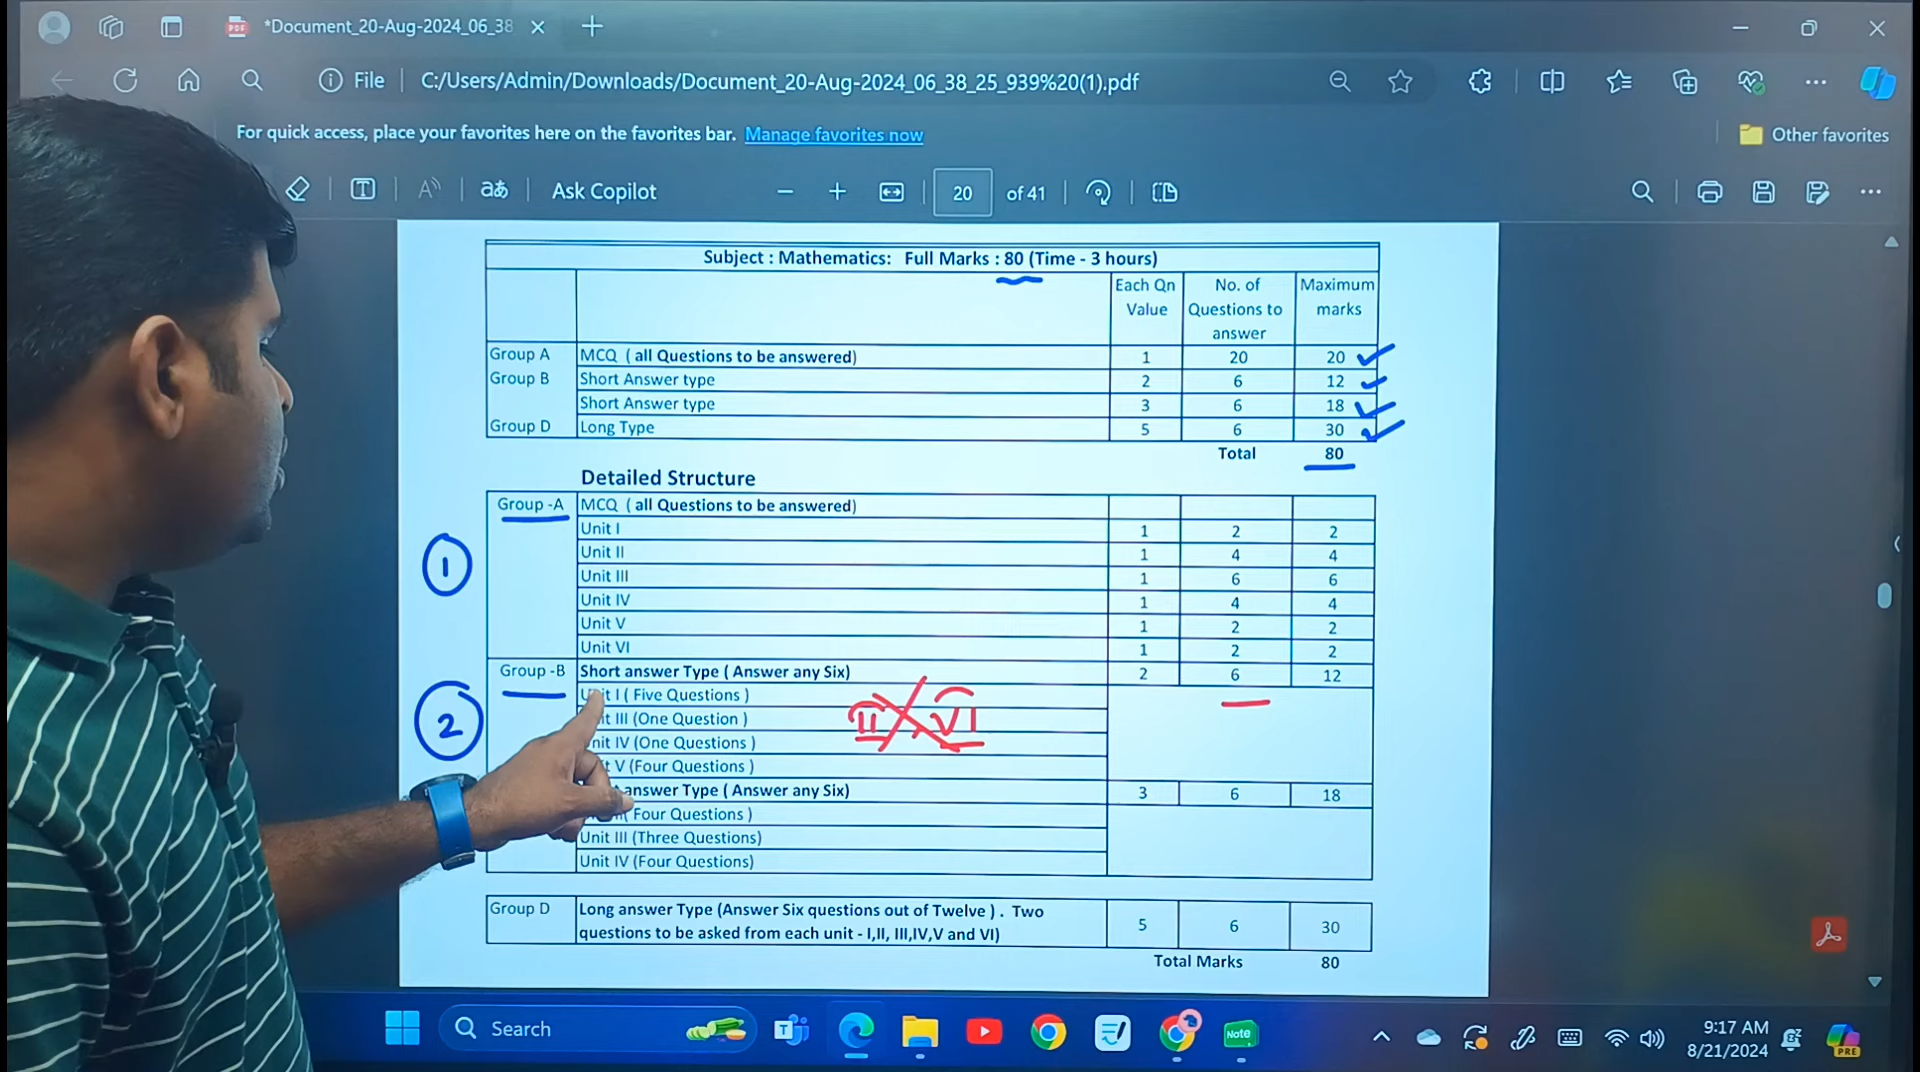 *Document_20-Aug-2024_06_38
File
C:/Users/Admin/Downloads/Document_20-Aug-2024_06_38_25_939%20(1).pdf
For quick access, place your favorites here on the favorites bar. Manage favorites now
Other favorites
Ask Copilot
20 of 41
Subject : Mathematics: Full Marks : 80 (Time - 3 hours)
Each Qn Value
No. of Questions to answer
Maximum marks
Group A MCQ ( all Questions to be answered) 1 20 20
Group B Short Answer type 2 6 12
Short Answer type 3 6 18
Group D Long Type 5 6 30
Total 80
Detailed Structure
Group -A MCQ ( all Questions to be answered)
Unit I 1 2 2
Unit II 1 4 4
Unit III 1 6 6
Unit IV 1 4 4
Unit V 1 2 2
Unit VI 1 2 2
1
Group -B Short answer Type ( Answer any Six) 2 6 12
Unit I ( Five Questions )
III (One Question )
II VI
2
Unit IV (One Questions )
V (Four Questions )
answer Type ( Answer any Six) 3 6 18
( Four Questions )
Unit III (Three Questions)
Unit IV (Four Questions)
Group D Long answer Type (Answer Six questions out of Twelve ) . Two
questions to be asked from each unit - I,II, III,IV,V and VI) 5 6 30
Total Marks 80
Search
Note
9:17 AM
8/21/2024
PRE